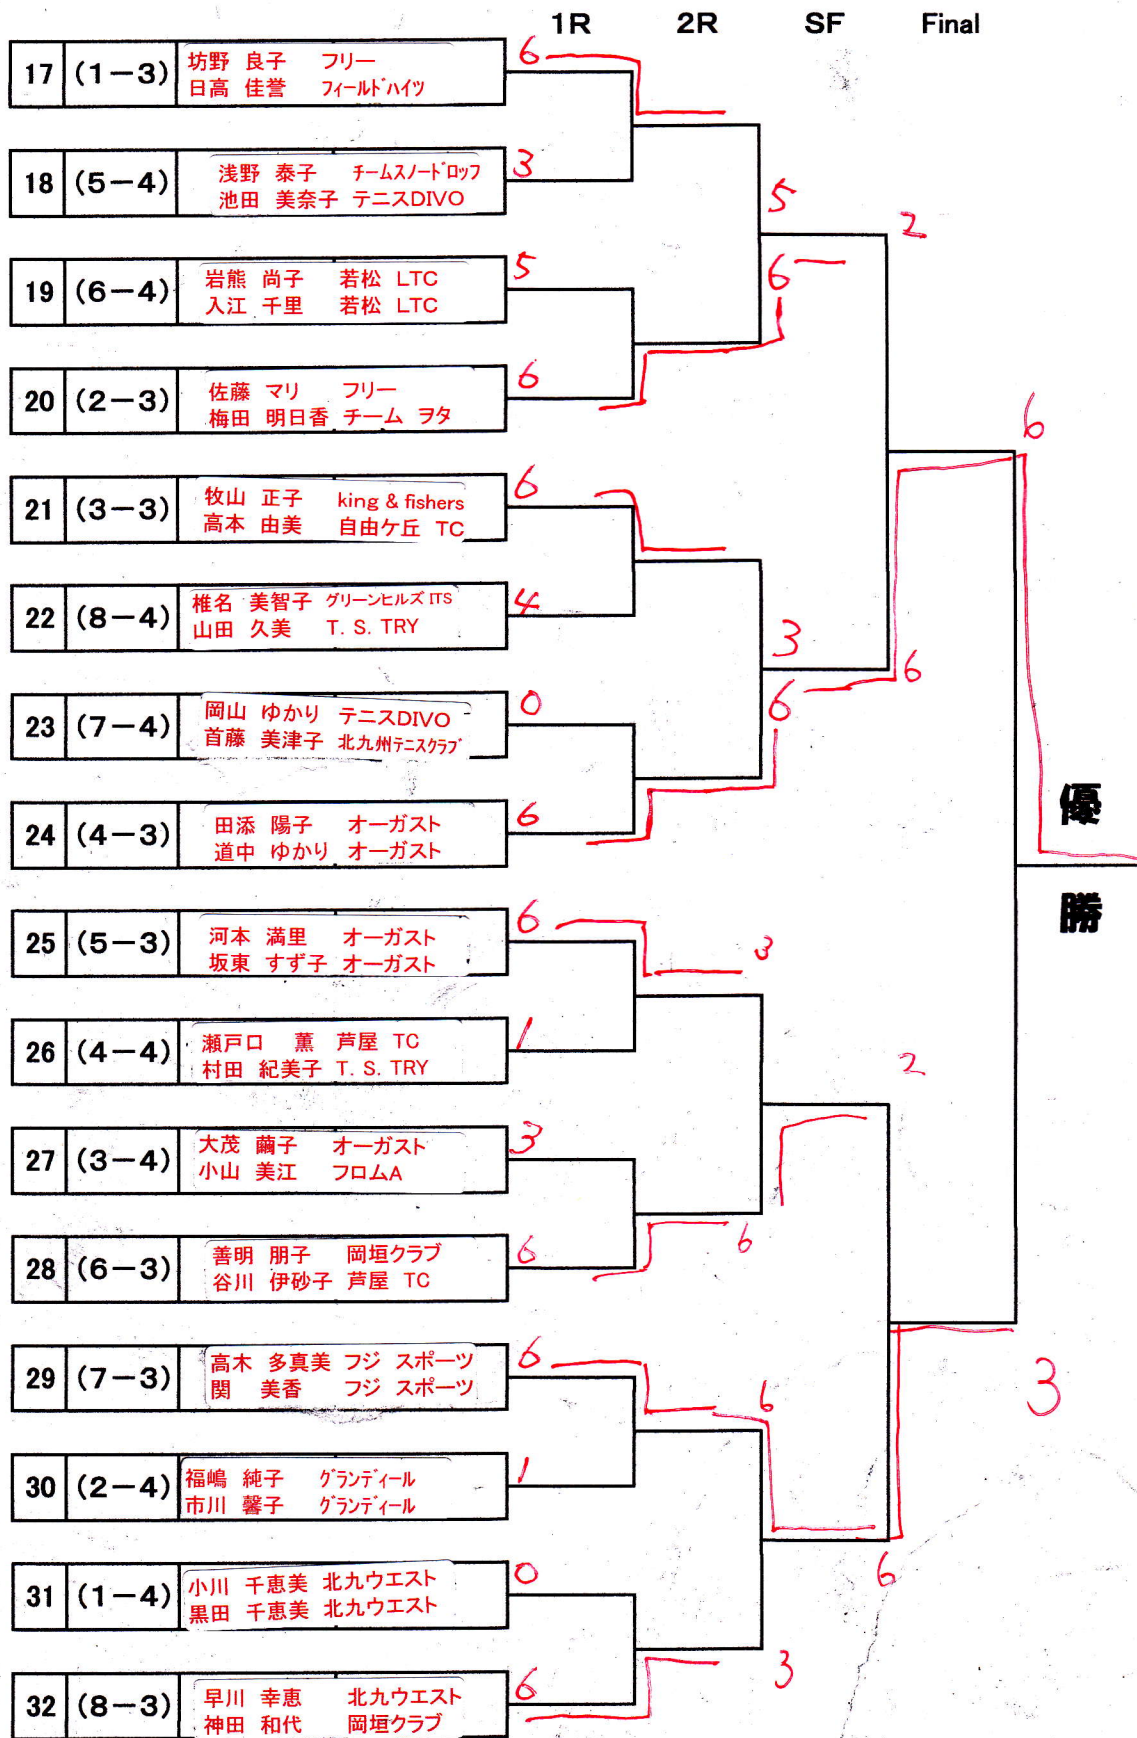 1R 2R SF Final
17 (1－3) 坊野 良子 フリー 6
日高 佳誉 フィールドハイツ
18 (5－4) 浅野 泰子 チームスノードロップ 3
池田 美奈子 テニスDIVO
5 2
19 (6－4) 岩熊 尚子 若松 LTC 5
入江 千里 若松 LTC
6
20 (2－3) 佐藤 マリ フリー 6
梅田 明日香 チーム ヲタ
6
21 (3－3) 牧山 正子 king & fishers 6
高本 由美 自由ケ丘 TC
22 (8－4) 椎名 美智子 グリーンヒルズ ITS 4
山田 久美 T. S. TRY
3 6
23 (7－4) 岡山 ゆかり テニスDIVO 0
首藤 美津子 北九州テニスクラブ
6
24 (4－3) 田添 陽子 オーガスト 6
道中 ゆかり オーガスト
優
勝
25 (5－3) 河本 満里 オーガスト 6
坂東 すず子 オーガスト
3
26 (4－4) 瀬戸口 薫 芦屋 TC 1
村田 紀美子 T. S. TRY
2
27 (3－4) 大茂 繭子 オーガスト 3
小山 美江 フロムA
28 (6－3) 善明 朋子 岡垣クラブ 6
谷川 伊砂子 芦屋 TC
6
29 (7－3) 高木 多真美 フジ スポーツ 6
関 美香 フジ スポーツ
6 3
30 (2－4) 福嶋 純子 グランディール 1
市川 馨子 グランディール
31 (1－4) 小川 千恵美 北九ウエスト 0
黒田 千恵美 北九ウエスト
6
32 (8－3) 早川 幸恵 北九ウエスト 6
神田 和代 岡垣クラブ
3